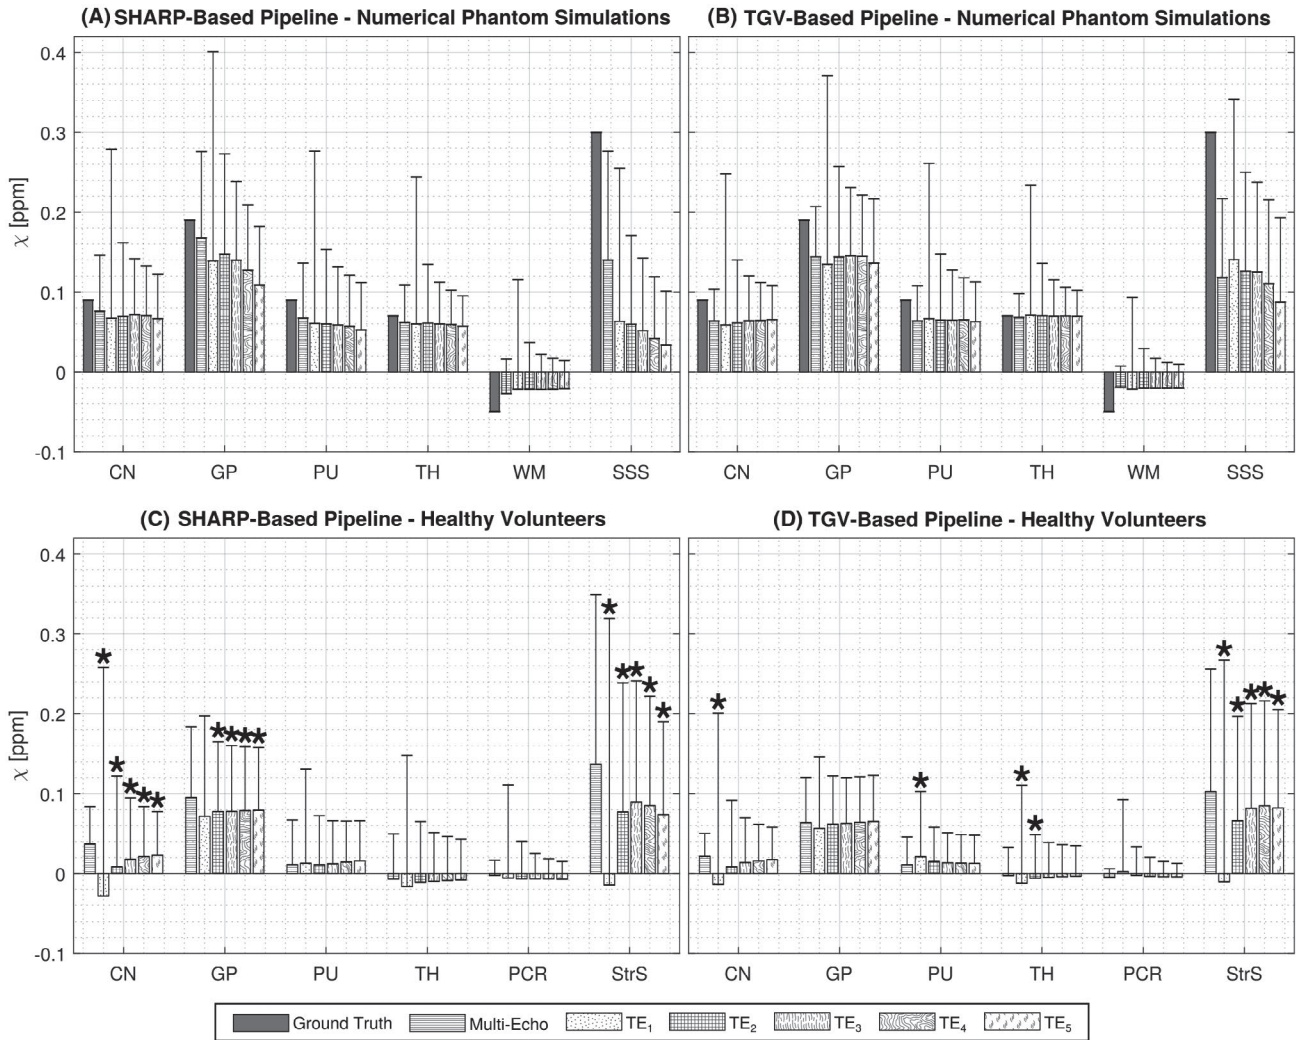 (A) SHARP-Based Pipeline - Numerical Phantom Simulations
(B) TGV-Based Pipeline - Numerical Phantom Simulations
χ [ppm]
0.4
0.3
0.2
0.1
0
-0.1
CN GP PU TH WM SSS
CN GP PU TH WM SSS
(C) SHARP-Based Pipeline - Healthy Volunteers
(D) TGV-Based Pipeline - Healthy Volunteers
χ [ppm]
0.4
0.3
0.2
0.1
0
-0.1
CN GP PU TH PCR StrS
CN GP PU TH PCR StrS
Ground Truth Multi-Echo TE1 TE2 TE3 TE4 TE5